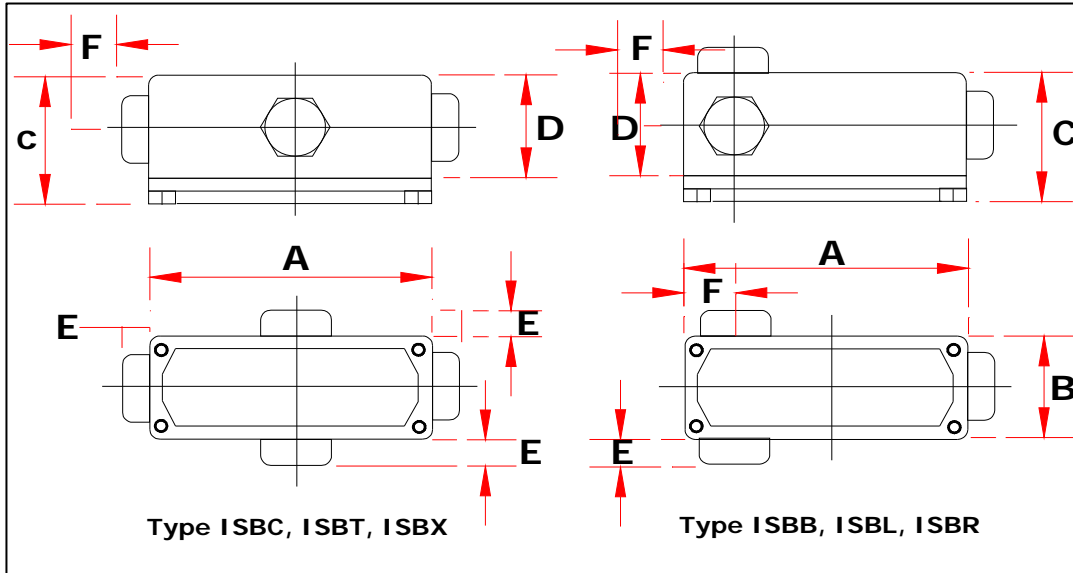 F
c
D
F
D
C
A
E
E
E
A
F
B
E
Type ISBC, ISBT, ISBX
Type ISBB, ISBL, ISBR